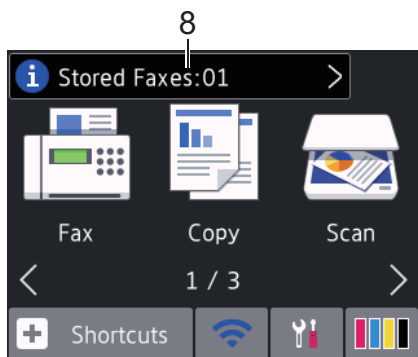 8
i Stored Faxes:01 >
Fax Copy Scan
< 1 / 3 >
+ Shortcuts